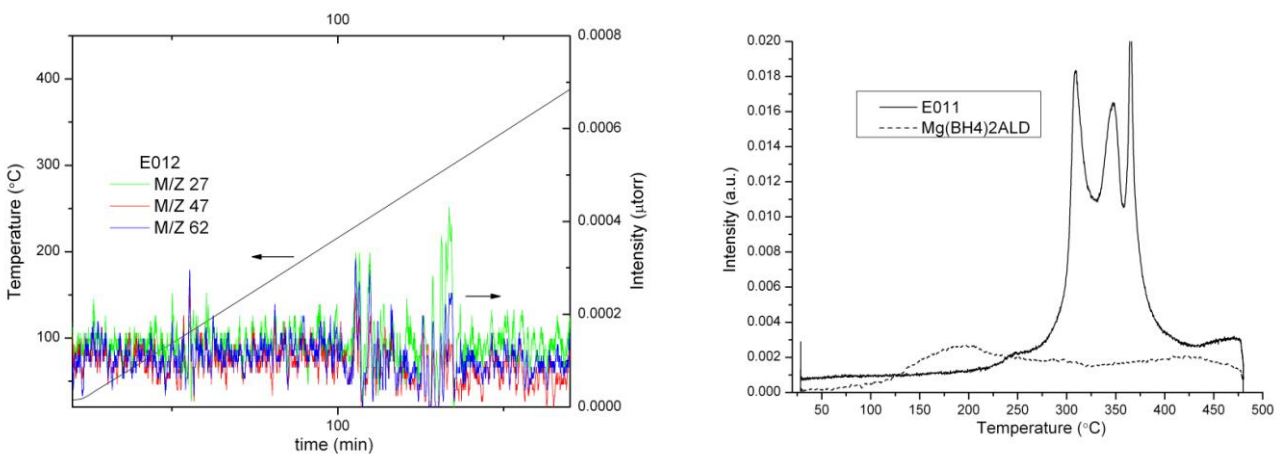 100
0.0008
400
E012
M/Z 27
M/Z 47
M/Z 62
0.0006
300
0.0004
200
0.0002
100
0.0000
100
Temperature (°C)
Intensity (μtorr)
time (min)
0.020
0.018
0.016
0.014
0.012
0.010
0.008
0.006
0.004
0.002
0.000
E011
Mg(BH4)2ALD
Intensity (a.u.)
50 100 150 200 250 300 350 400 450 500
Temperature (°C)